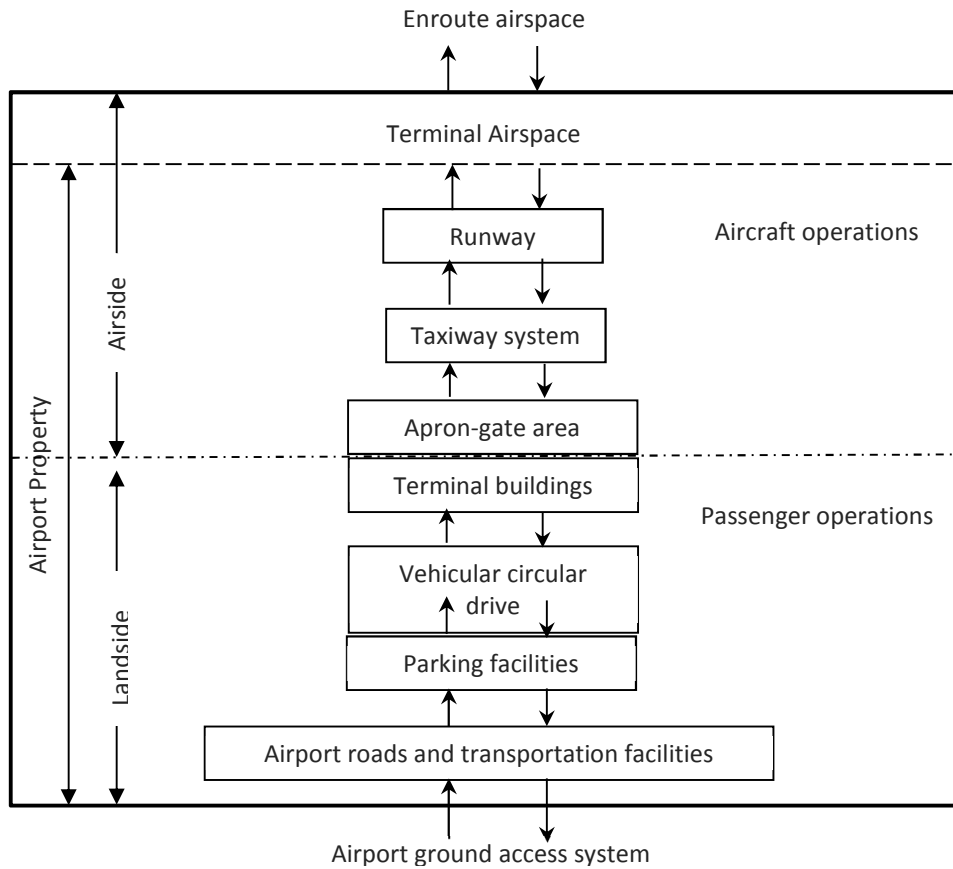 Enroute airspace
Terminal Airspace
Runway
Aircraft operations
Taxiway system
Airside
Apron-gate area
Airport Property
Terminal buildings
Passenger operations
Vehicular circular
drive
Landside
Parking facilities
Airport roads and transportation facilities
Airport ground access system